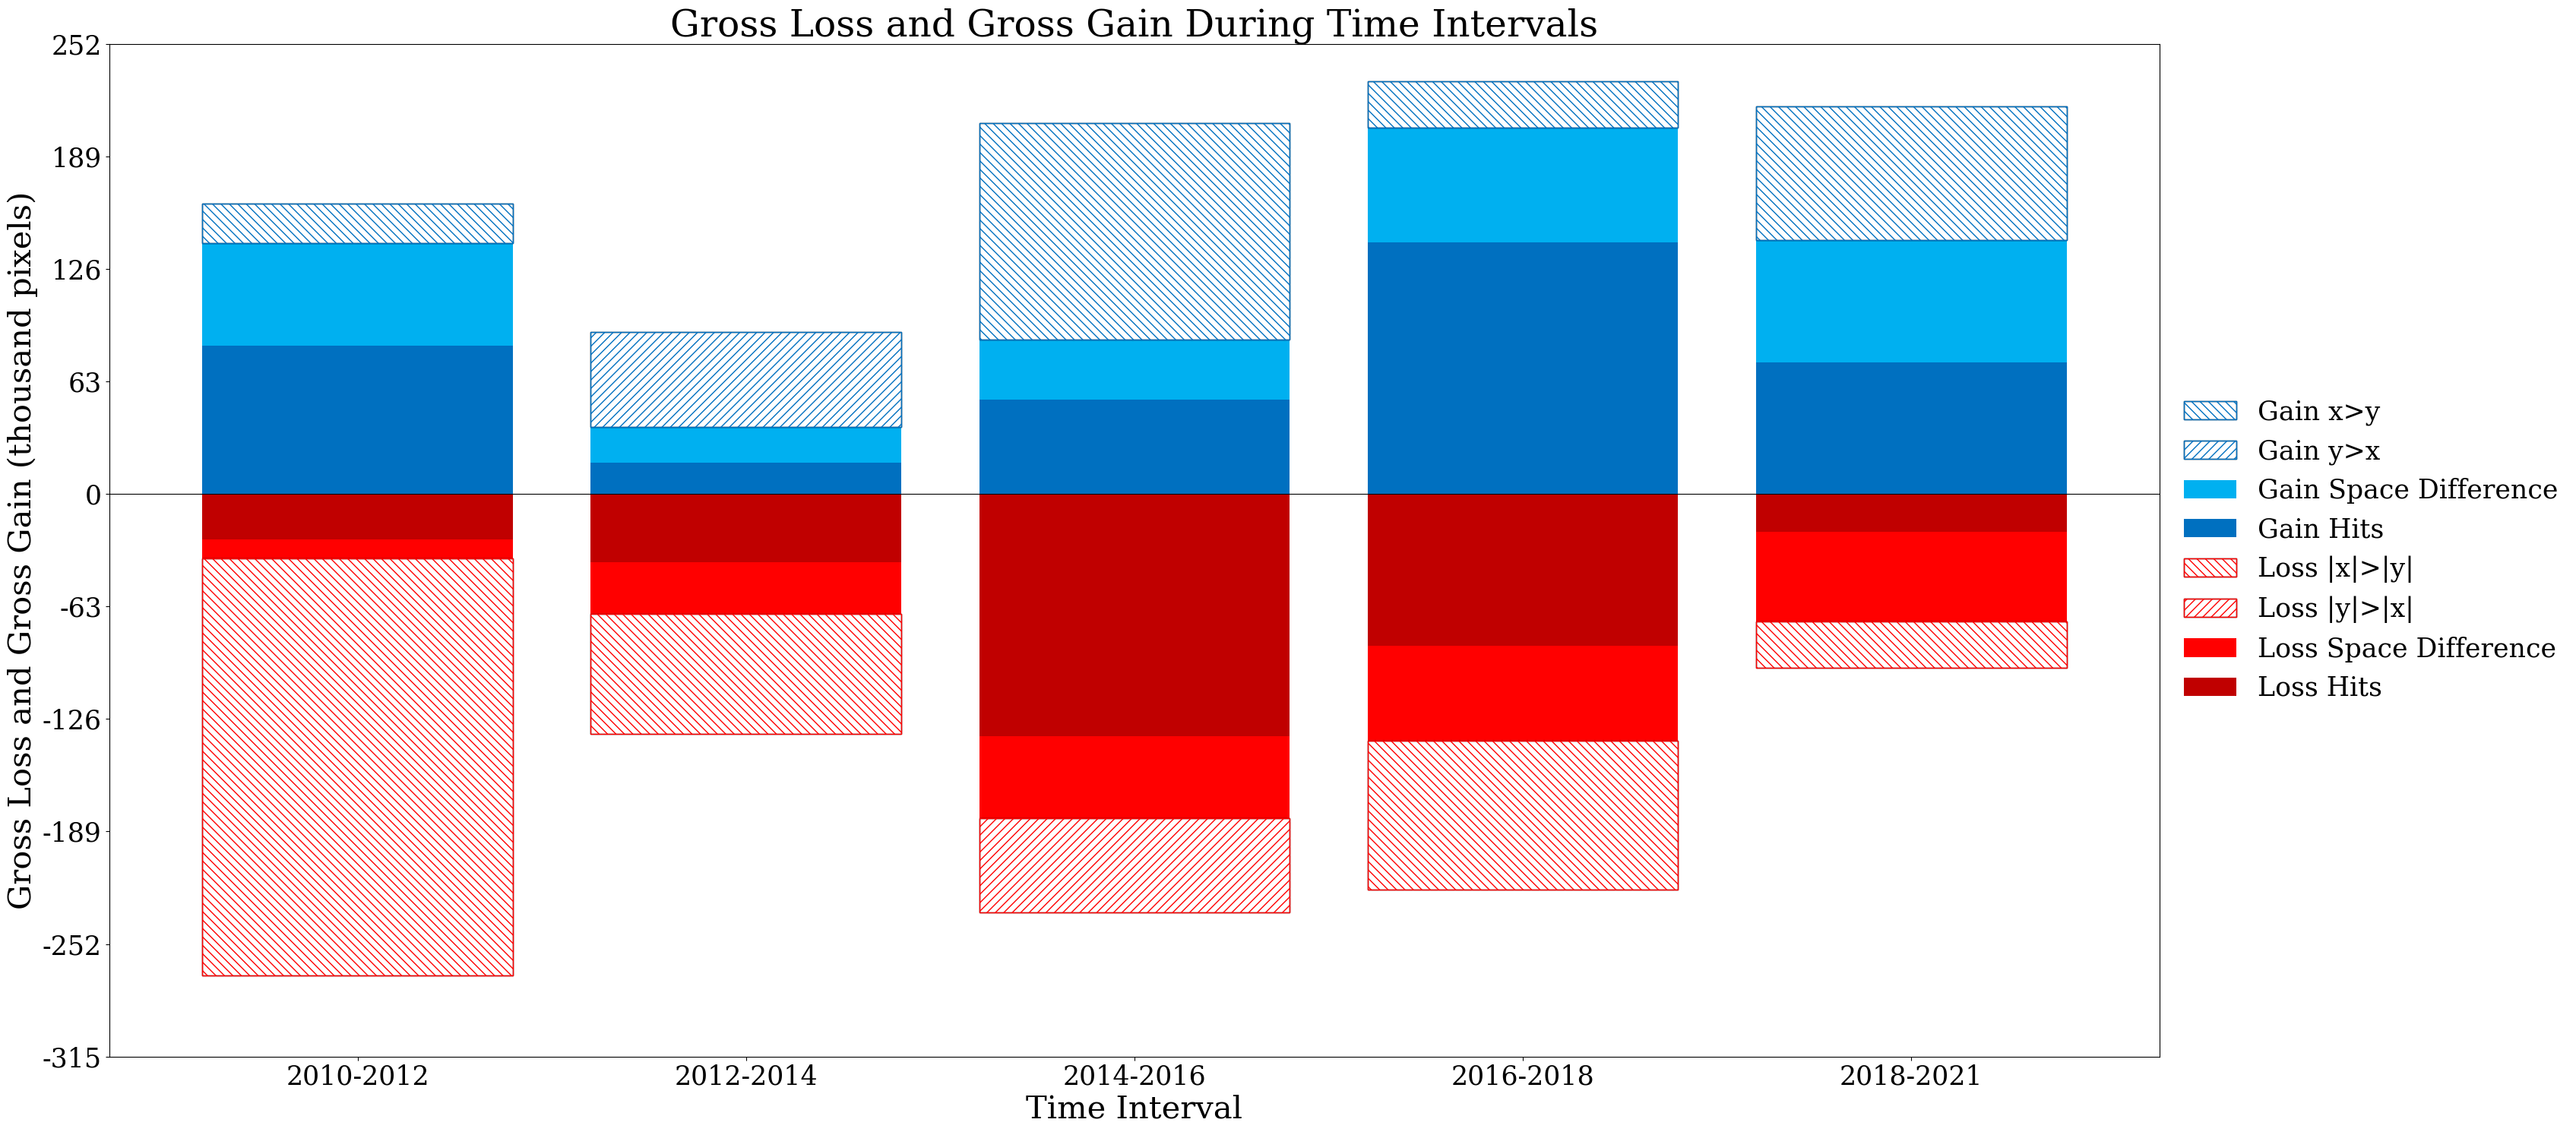 Gross Loss and Gross Gain During Time Intervals
Gross Loss and Gross Gain (thousand pixels)
252
189
126
63
0
-63
-126
-189
-252
-315
2010-2012
2012-2014
2014-2016
2016-2018
2018-2021
Time Interval
Gain x>y
Gain y>x
Gain Space Difference
Gain Hits
Loss |x|>|y|
Loss |y|>|x|
Loss Space Difference
Loss Hits